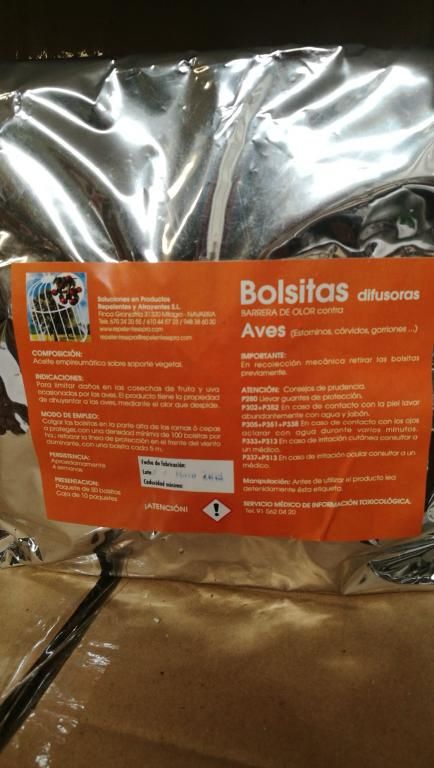 Soluciones en Productos
Repelentes y Atrayentes S.L.
Finca Granjafría 31320 Milagro - NAVARRA
www.repelentesspra.com
repelentesspra@repelentesspra.com
COMPOSICIÓN:
Aceite empireumático sobre soporte vegetal.
INDICACIONES:
Para limitar daños en las cosechas de fruta y uva
ocasionados por las aves. El producto tiene la propiedad
de ahuyentar a las aves, mediante el olor que despide.
MODO DE EMPLEO:
Colgar las bolsitas en la parte alta de las ramas ó cepas
a proteger, con una densidad mínima de 100 bolsitas por
ha.; reforzar la línea de protección en el frente del viento
dominante, con una bolsita cada 5 m.
PERSISTENCIA:
Aproximadamente
4 semanas
PRESENTACION:
Paquete de 50 bolsitas
Caja de 10 paquetes
Fecha de fabricación:
Lote
Caducidad mínima:
¡ATENCIÓN!
Bolsitas difusoras
BARRERA DE OLOR contra
Aves (Estorninos, córvidos, gorriones ...)
IMPORTANTE:
En recolección mecánica retirar las bolsitas
previamente.
ATENCIÓN: Consejos de prudencia.
P280 Llevar guantes de protección.
P302+P352 En caso de contacto con la piel lavar
abundantemente con agua y jabón.
P305+P351+P338 En caso de contacto con los ojos
aclarar con agua durante varios minutos.
P333+P313 En caso de irritación cutánea consultar a
un médico.
P337+P313 En caso de irritación ocular consultar a un
médico.
Manipulación: Antes de utilizar el producto lea
detenidamente ésta etiqueta.
SERVICIO MÉDICO DE INFORMACIÓN TOXICOLÓGICA.
Tel. 91 562 04 20